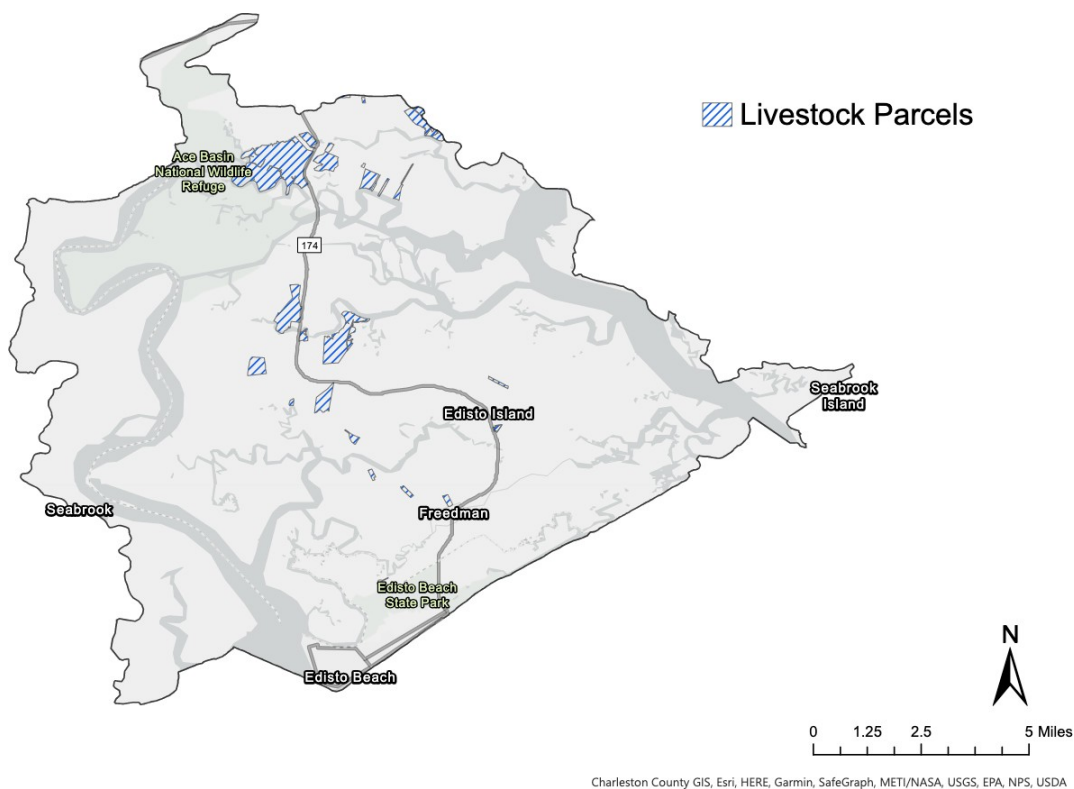 Livestock Parcels
Ace Basin
National Wildlife
Refuge
174
Seabrook
Island
Edisto Island
Seabrook
Freedman
Edisto Beach
State Park
Edisto Beach
N
0 1.25 2.5 5 Miles
Charleston County GIS, Esri, HERE, Garmin, SafeGraph, METI/NASA, USGS, EPA, NPS, USDA